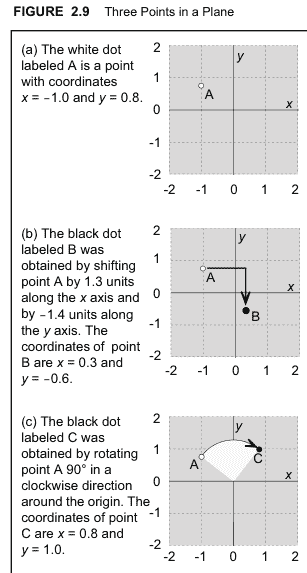 FIGURE 2.9 Three Points in a Plane
(a) The white dot
labeled A is a point
with coordinates
x = −1.0 and y = 0.8.
2
1
0
-1
-2
y
x
A
-2 -1 0 1 2
(b) The black dot
labeled B was
obtained by shifting
point A by 1.3 units
along the x axis and
by −1.4 units along
the y axis. The
coordinates of point
B are x = 0.3 and
y = −0.6.
2
1
0
-1
-2
y
x
A
B
-2 -1 0 1 2
(c) The black dot
labeled C was
obtained by rotating
point A 90° in a
clockwise direction
around the origin. The
coordinates of point
C are x = 0.8 and
y = 1.0.
2
1
0
-1
-2
y
x
A
C
-2 -1 0 1 2